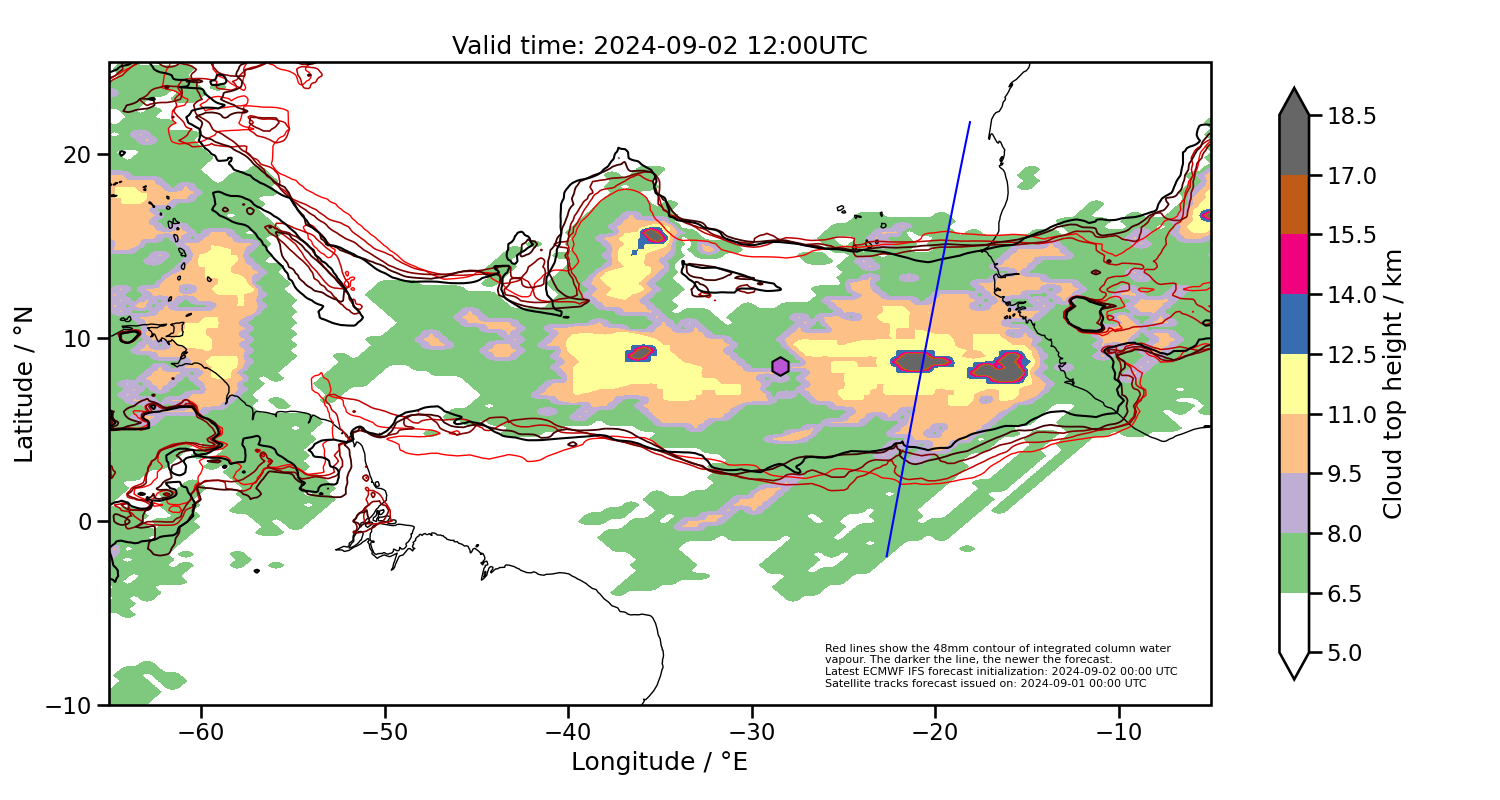 Valid time: 2024-09-02 12:00UTC
20
10
0
−10
Latitude / °N
−60
−50
−40
−30
−20
−10
Longitude / °E
Red lines show the 48mm contour of integrated column water
vapour. The darker the line, the newer the forecast.
Latest ECMWF IFS forecast initialization: 2024-09-02 00:00 UTC
Satellite tracks forecast issued on: 2024-09-01 00:00 UTC
18.5
17.0
15.5
14.0
12.5
11.0
9.5
8.0
6.5
5.0
Cloud top height / km